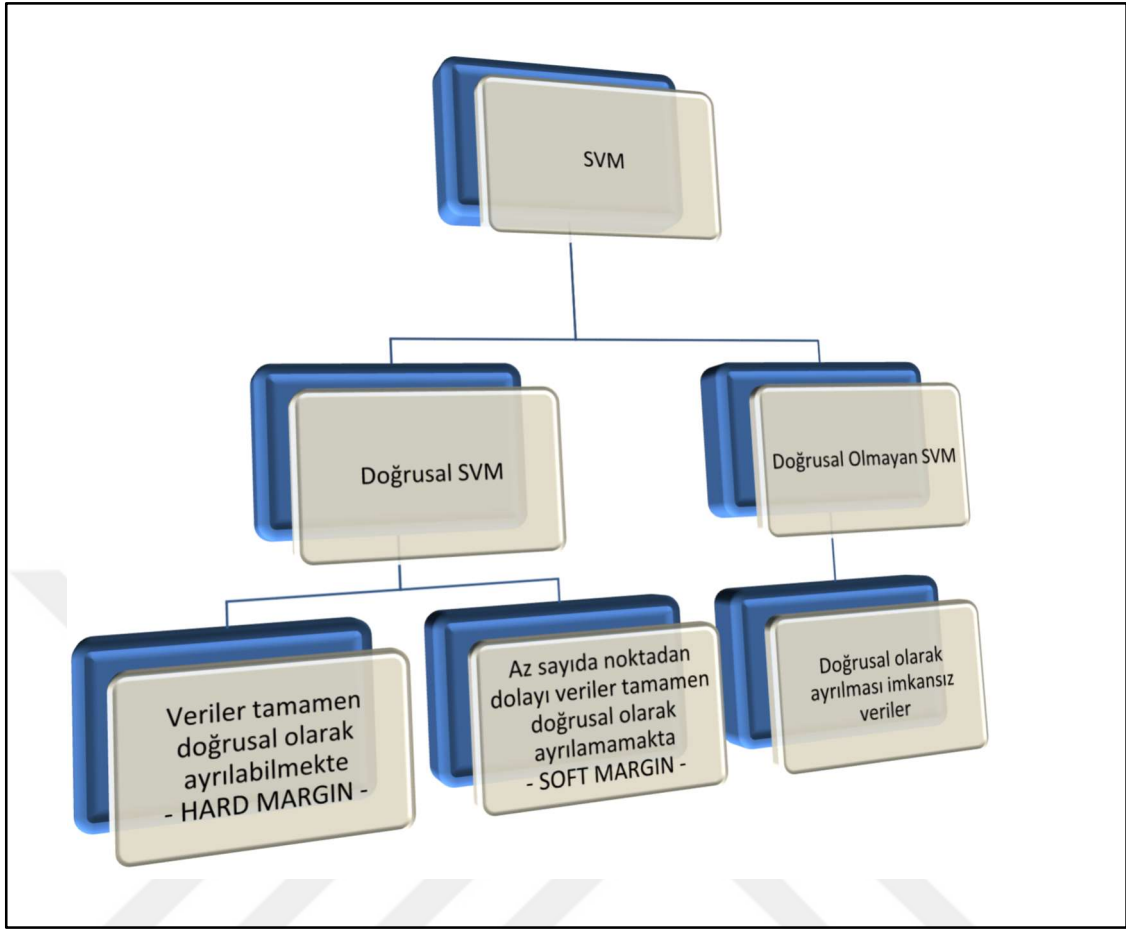 SVM
Doğrusal SVM
Doğrusal Olmayan SVM
Veriler tamamen
doğrusal olarak
ayrılabilmekte
- HARD MARGIN -
Az sayıda noktadan
dolayı veriler tamamen
doğrusal olarak
ayrılamamakta
- SOFT MARGIN -
Doğrusal olarak
ayrılması imkansız
veriler